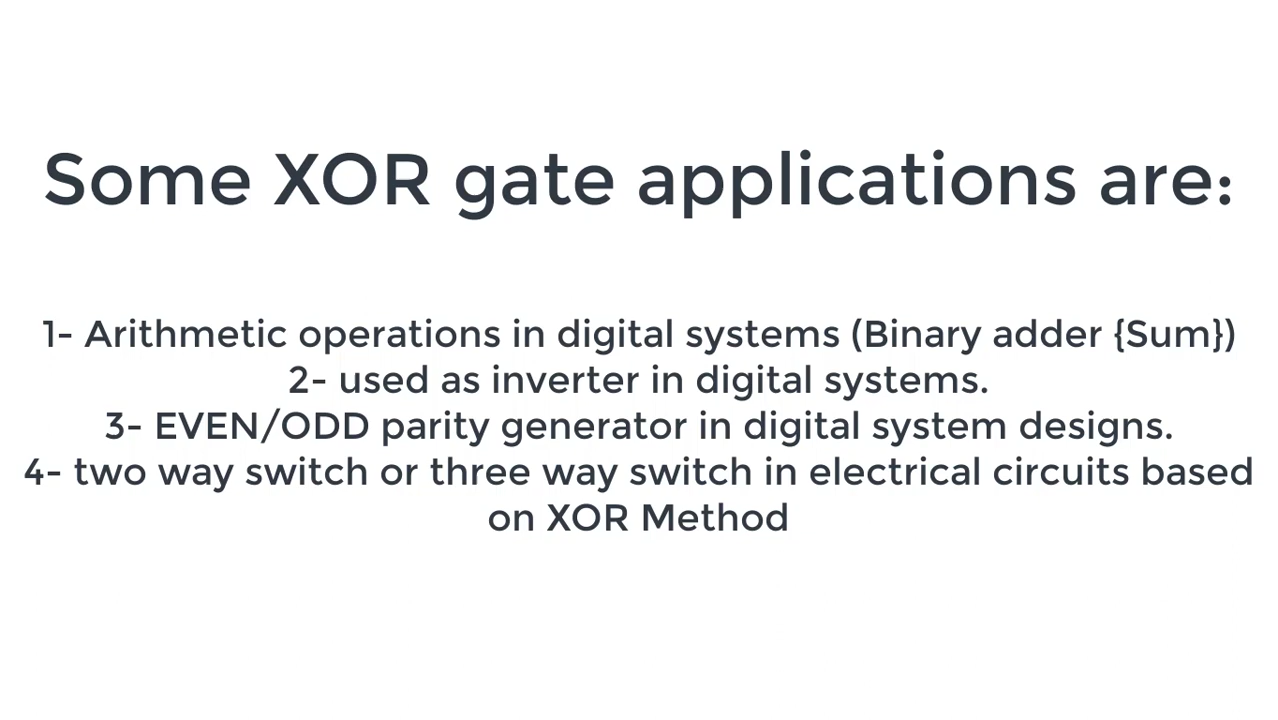 Some XOR gate applications are:
1- Arithmetic operations in digital systems (Binary adder {Sum})
2- used as inverter in digital systems.
3- EVEN/ODD parity generator in digital system designs.
4- two way switch or three way switch in electrical circuits based
on XOR Method